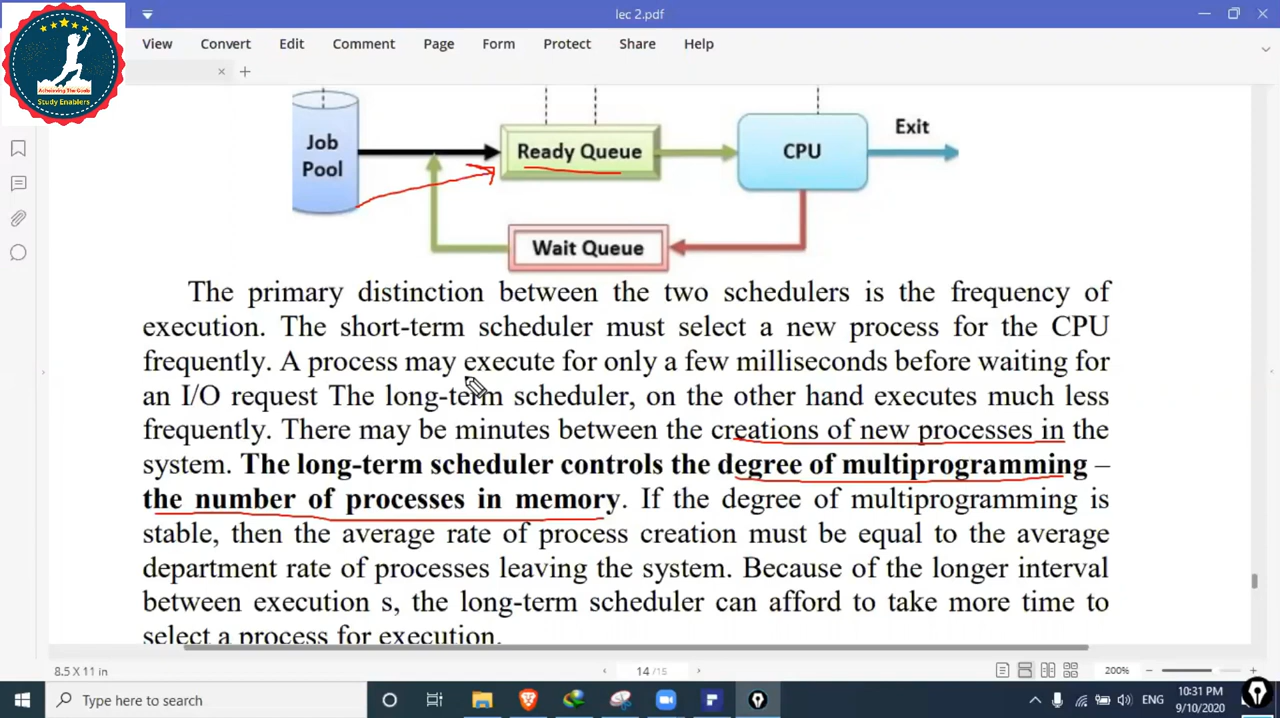 lec 2.pdf
View Convert Edit Comment Page Form Protect Share Help
Acheiveing The Goals
Study Enablers
Job
Pool
Ready Queue
CPU
Exit
Wait Queue
The primary distinction between the two schedulers is the frequency of
execution. The short-term scheduler must select a new process for the CPU
frequently. A process may execute for only a few milliseconds before waiting for
an I/O request The long-term scheduler, on the other hand executes much less
frequently. There may be minutes between the creations of new processes in the
system. The long-term scheduler controls the degree of multiprogramming –
the number of processes in memory. If the degree of multiprogramming is
stable, then the average rate of process creation must be equal to the average
department rate of processes leaving the system. Because of the longer interval
between execution s, the long-term scheduler can afford to take more time to
select a process for execution.
8.5 X 11 in
14 /15
200%
Type here to search
ENG
10:31 PM
9/10/2020